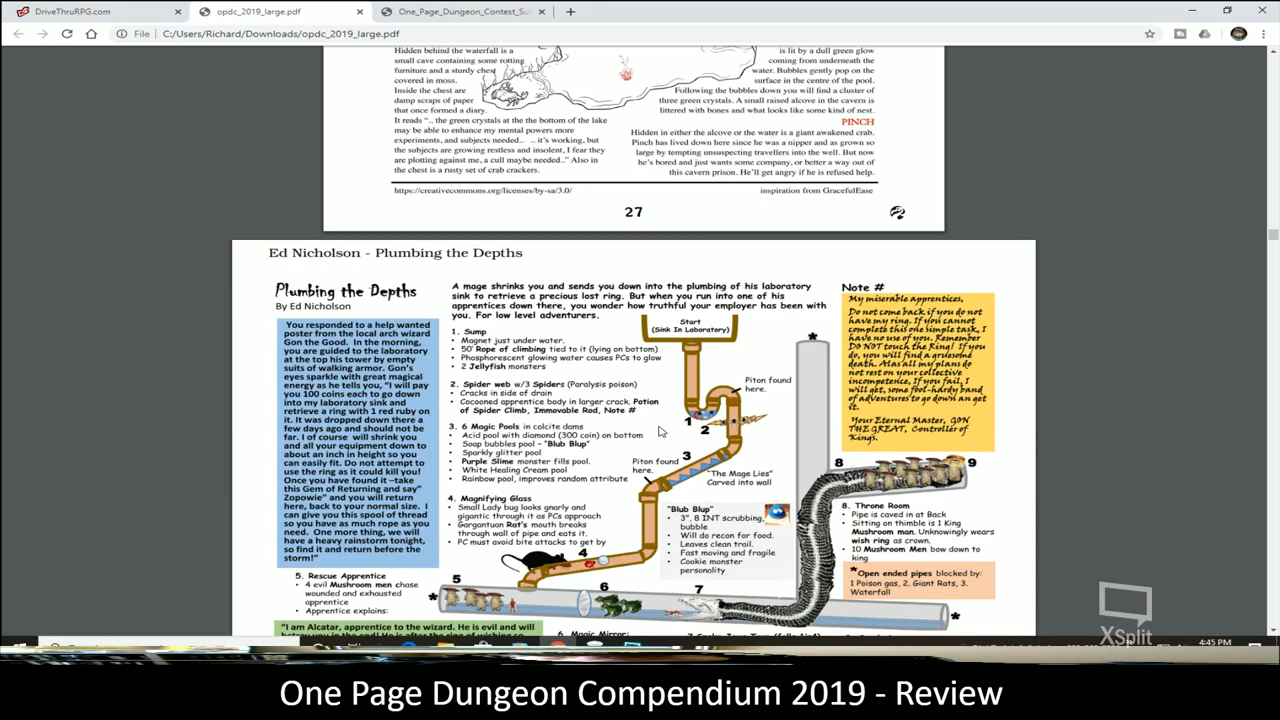 DriveThruRPG.com
opdc_2019_large.pdf
One_Page_Dungeon_Contest_Su
File
C:/Users/Richard/Downloads/opdc_2019_large.pdf
Hidden behind the waterfall is a
small cave containing some rotting
furniture and a sturdy chest
covered in moss.
Inside the chest are
damp scraps of paper
that once formed a diary.
It reads ".. the green crystals at the the bottom of the lake
may be able to enhance my mental powers more
experiments, and subjects needed.. .. it's working, but
the subjects are growing restless and insolent, I fear they
are plotting against me, a cull maybe needed.." Also in
the chest is a rusty set of crab crackers.
is lit by a dull green glow
coming from underneath the
water. Bubbles gently pop on the
surface in the centre of the pool.
Following the bubbles down you will find a cluster of
three green crystals. A small raised alcove in the cavern is
littered with bones and what looks like some kind of nest.
PINCH
Hidden in either the alcove or the water is a giant awakened crab.
Pinch has lived down here since he was a nipper and as grown so
large by tempting unsuspecting travellers into the well. But now
he's bored and just wants some company, or better a way out of
this cavern prison. He'll get angry if he is refused help.
https://creativecommons.org/licenses/by-sa/3.0/
inspiration from GracefulEase
27
Ed Nicholson - Plumbing the Depths
Plumbing the Depths
By Ed Nicholson
You responded to a help wanted
poster from the local arch wizard
Gon the Good. In the morning,
you are guided to the laboratory
at the top his tower by empty
suits of walking armor. Gon's
eyes sparkle with great magical
energy as he tells you, "I will pay
you 100 coins each to go down
into my laboratory sink and
retrieve a ring with 1 red ruby on
it. It was dropped down there a
few days ago and should not be
far. I of course will shrink you
and all your equipment down to
about an inch in height so you
can easily fit. Do not attempt to
use the ring as it could kill you!
Once you have found it -take
this Gem of Returning and say"
Zopowie" and you will return
here, back to your normal size. I
can give you this spool of thread
so you have as much rope as you
need. One more thing, we will
have a heavy rainstorm tonight,
so find it and return before the
storm!"
A mage shrinks you and sends you down into the plumbing of his laboratory
sink to retrieve a precious lost ring. But when you run into one of his
apprentices down there, you wonder how truthful your employer has been with
you. For low level adventurers.
Start
(Sink In Laboratory)
1. Sump
• Magnet just under water.
• 50' Rope of climbing tied to it (lying on bottom)
• Phosphorescent glowing water causes PCs to glow
• 2 Jellyfish monsters
2. Spider web w/3 Spiders (Paralysis poison)
• Cracks in side of drain
• Cocooned apprentice body in larger crack. Potion
of Spider Climb, Immovable Rod, Note #
3. 6 Magic Pools in calcite dams
• Acid pool with diamond (300 coin) on bottom
• Soap bubbles pool – "Blub Blup"
• Sparkly glitter pool
• Purple Slime monster fills pool.
• White Healing Cream pool
• Rainbow pool, improves random attribute
4. Magnifying Glass
• Small Lady bug looks gnarly and
gigantic through it as PCs approach
• Gargantuan Rat's mouth breaks
through wall of pipe and eats it.
• PC must avoid bite attacks to get by
Piton found
here.
1
2
3
Piton found
here.
"The Mage Lies"
Carved into wall
"Blub Blup"
• 3", 8 INT scrubbing
bubble
• Will do recon for food.
• Leaves clean trail.
• Fast moving and fragile
• Cookie monster
personality
*
8
9
4
5
6
7
*
*
Note #
My miserable apprentices,
Do not come back if you do not
have my ring. If you cannot
complete this one simple task, I
have no use of you. Remember
DO NOT touch the Ring! If you
do, you will find a gruesome
death. Alas all my plans do
not rest on your collective
incompetence. If you fail, I
will get, some fool-hardy band
of adventures to go down an get
it.
Your Eternal Master, GON
THE GREAT, Controller of
Kings.
8. Throne Room
• Pipe is caved in at Back
• Sitting on thimble is 1 King
Mushroom man. Unknowingly wears
wish ring as crown.
• 10 Mushroom Men bow down to
king
*Open ended pipes blocked by:
1 Poison gas, 2. Giant Rats, 3.
Waterfall
5. Rescue Apprentice
• 4 evil Mushroom men chase
wounded and exhausted
apprentice
• Apprentice explains:
"I am Alcatar, apprentice to the wizard. He is evil and will
6. Magic Mirror:
XSplit
4:45 PM
One Page Dungeon Compendium 2019 - Review